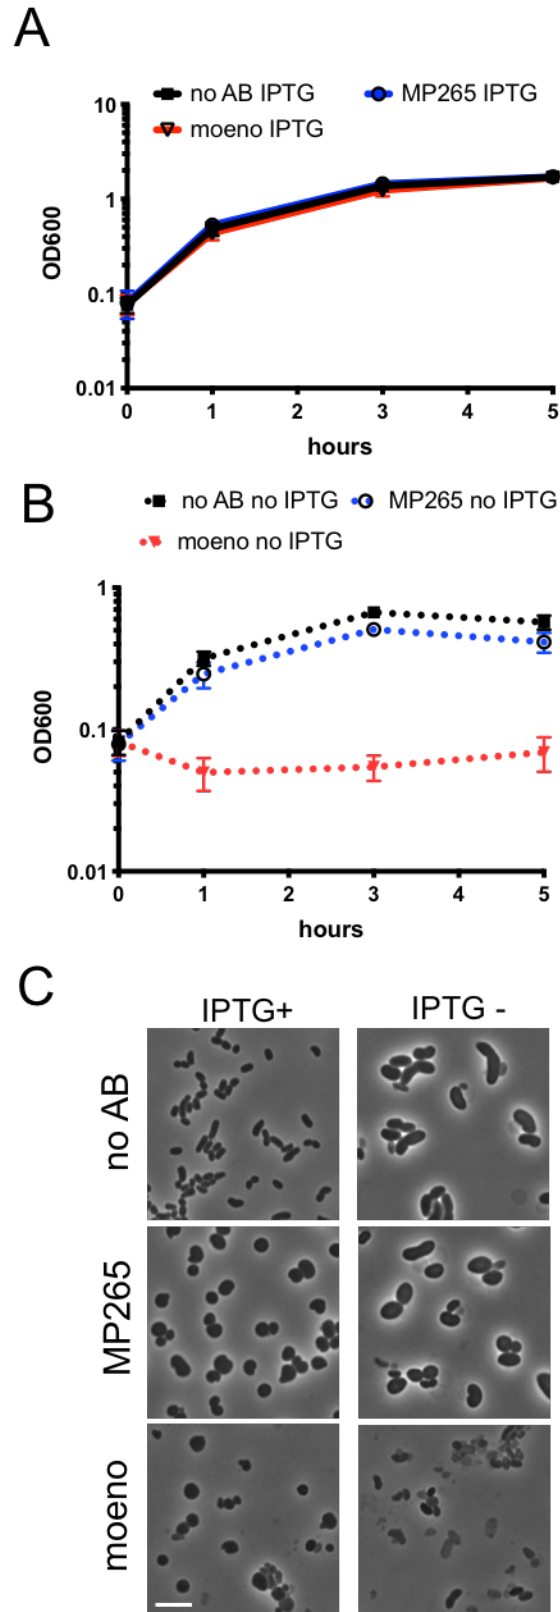 A
no AB IPTG MP265 IPTG
moeno IPTG
10
1
0.1
0.01
OD600
0 1 2 3 4 5
hours
B
no AB no IPTG MP265 no IPTG
moeno no IPTG
1
0.1
0.01
OD600
0 1 2 3 4 5
hours
C
IPTG+ IPTG -
no AB
MP265
moeno